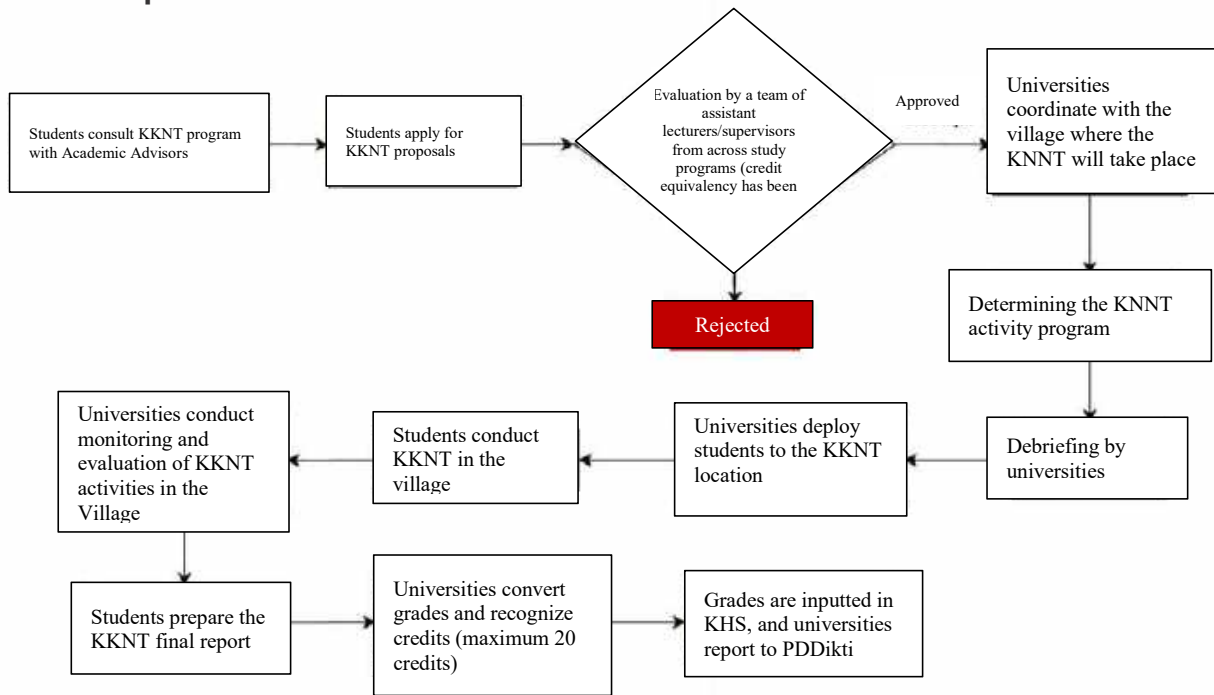 Students consult KKNT program
with Academic Advisors
Students apply for
KKNT proposals
Evaluation by a team of
assistant
lecturers/supervisors
from across study
programs (credit
equivalency has been
Approved
Universities
coordinate with the
village where the
KNNT will take place
Rejected
Determining the KNNT
activity program
Debriefing by
universities
Universities deploy
students to the KKNT
location
Students conduct
KKNT in the
village
Universities conduct
monitoring and
evaluation of KKNT
activities in the
Village
Students prepare the
KKNT final report
Universities convert
grades and recognize
credits (maximum 20
credits)
Grades are inputted in
KHS, and universities
report to PDDikti